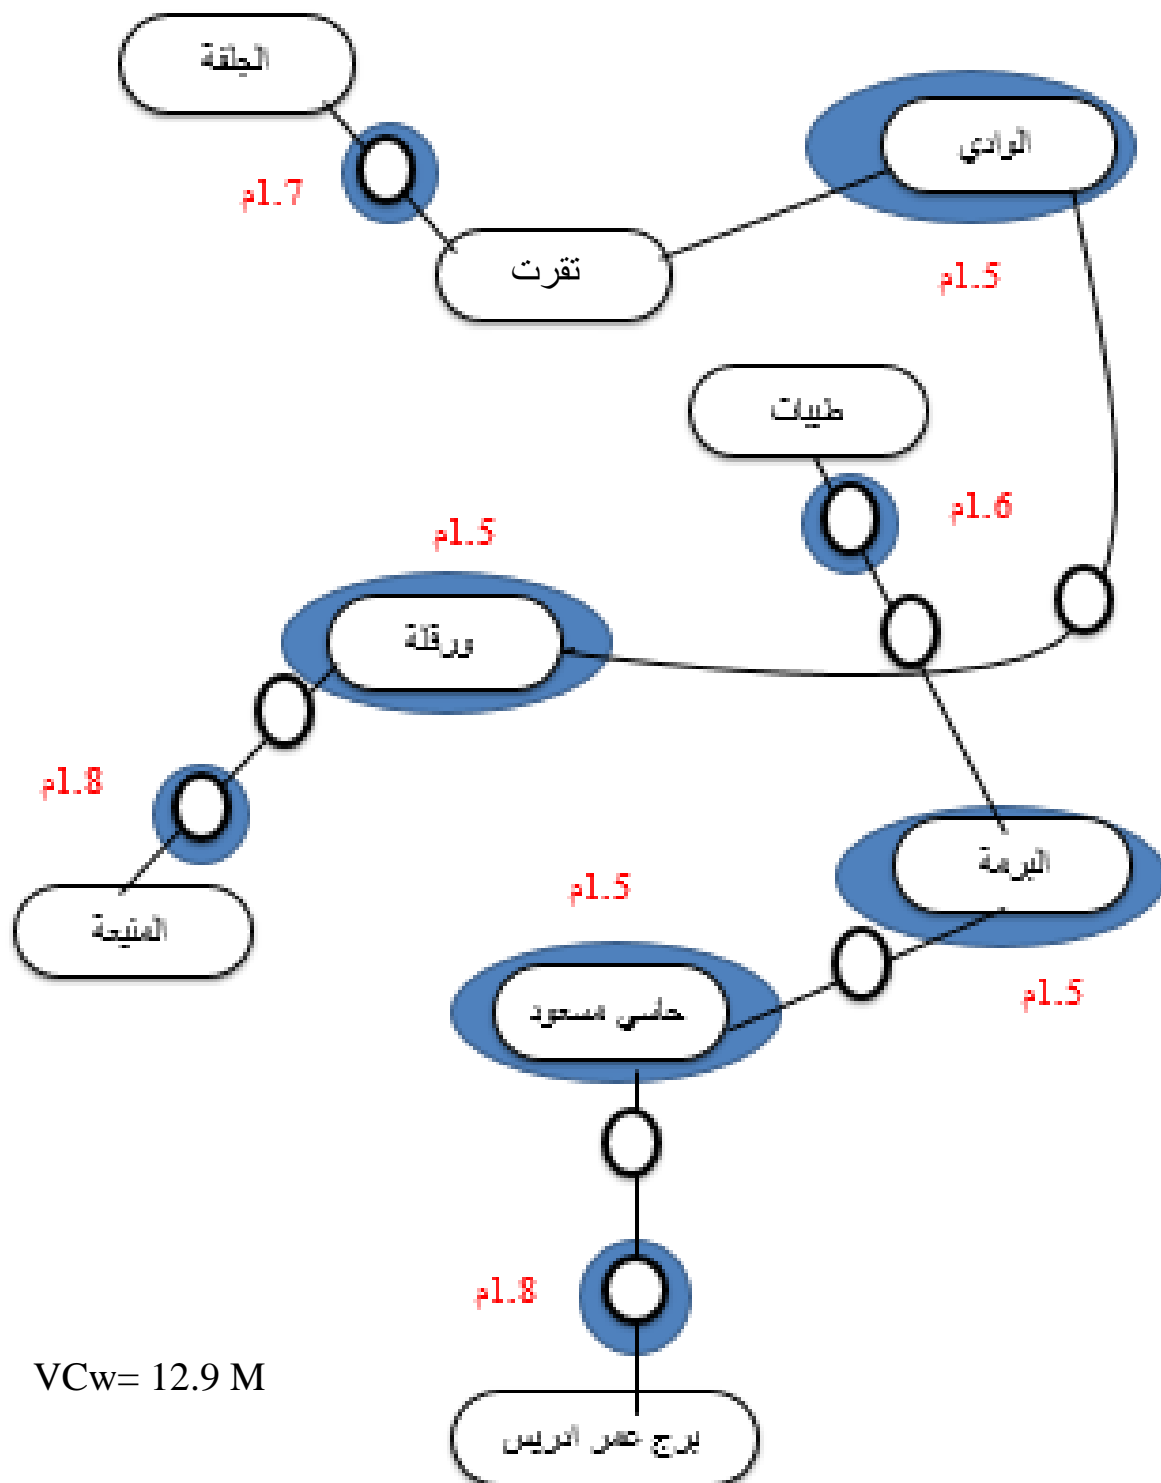 الجلفة
الوادي
1.7م
تقرت
1.5م
طيبات
1.6م
1.5م
ورقلة
1.8م
البرمة
1.5م
المنيعة
1.5م
حاسي مسعود
1.8م
VCw= 12.9 M
برج عمر ادريس